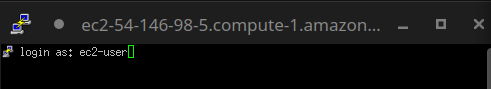 ec2-54-146-98-5.compute-1.amazon...
login as: ec2-user